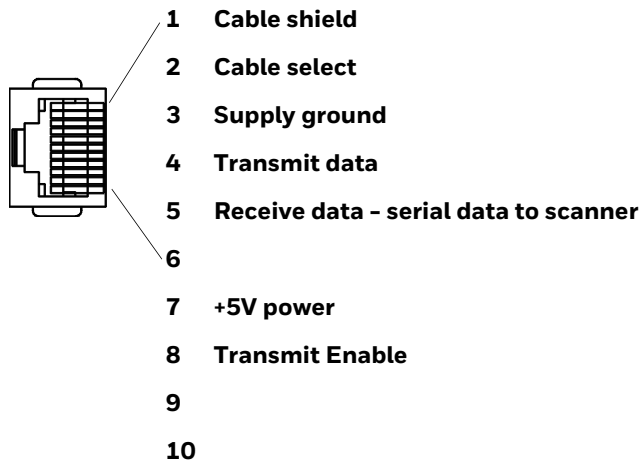 1 Cable shield
2 Cable select
3 Supply ground
4 Transmit data
5 Receive data - serial data to scanner
6
7 +5V power
8 Transmit Enable
9
10